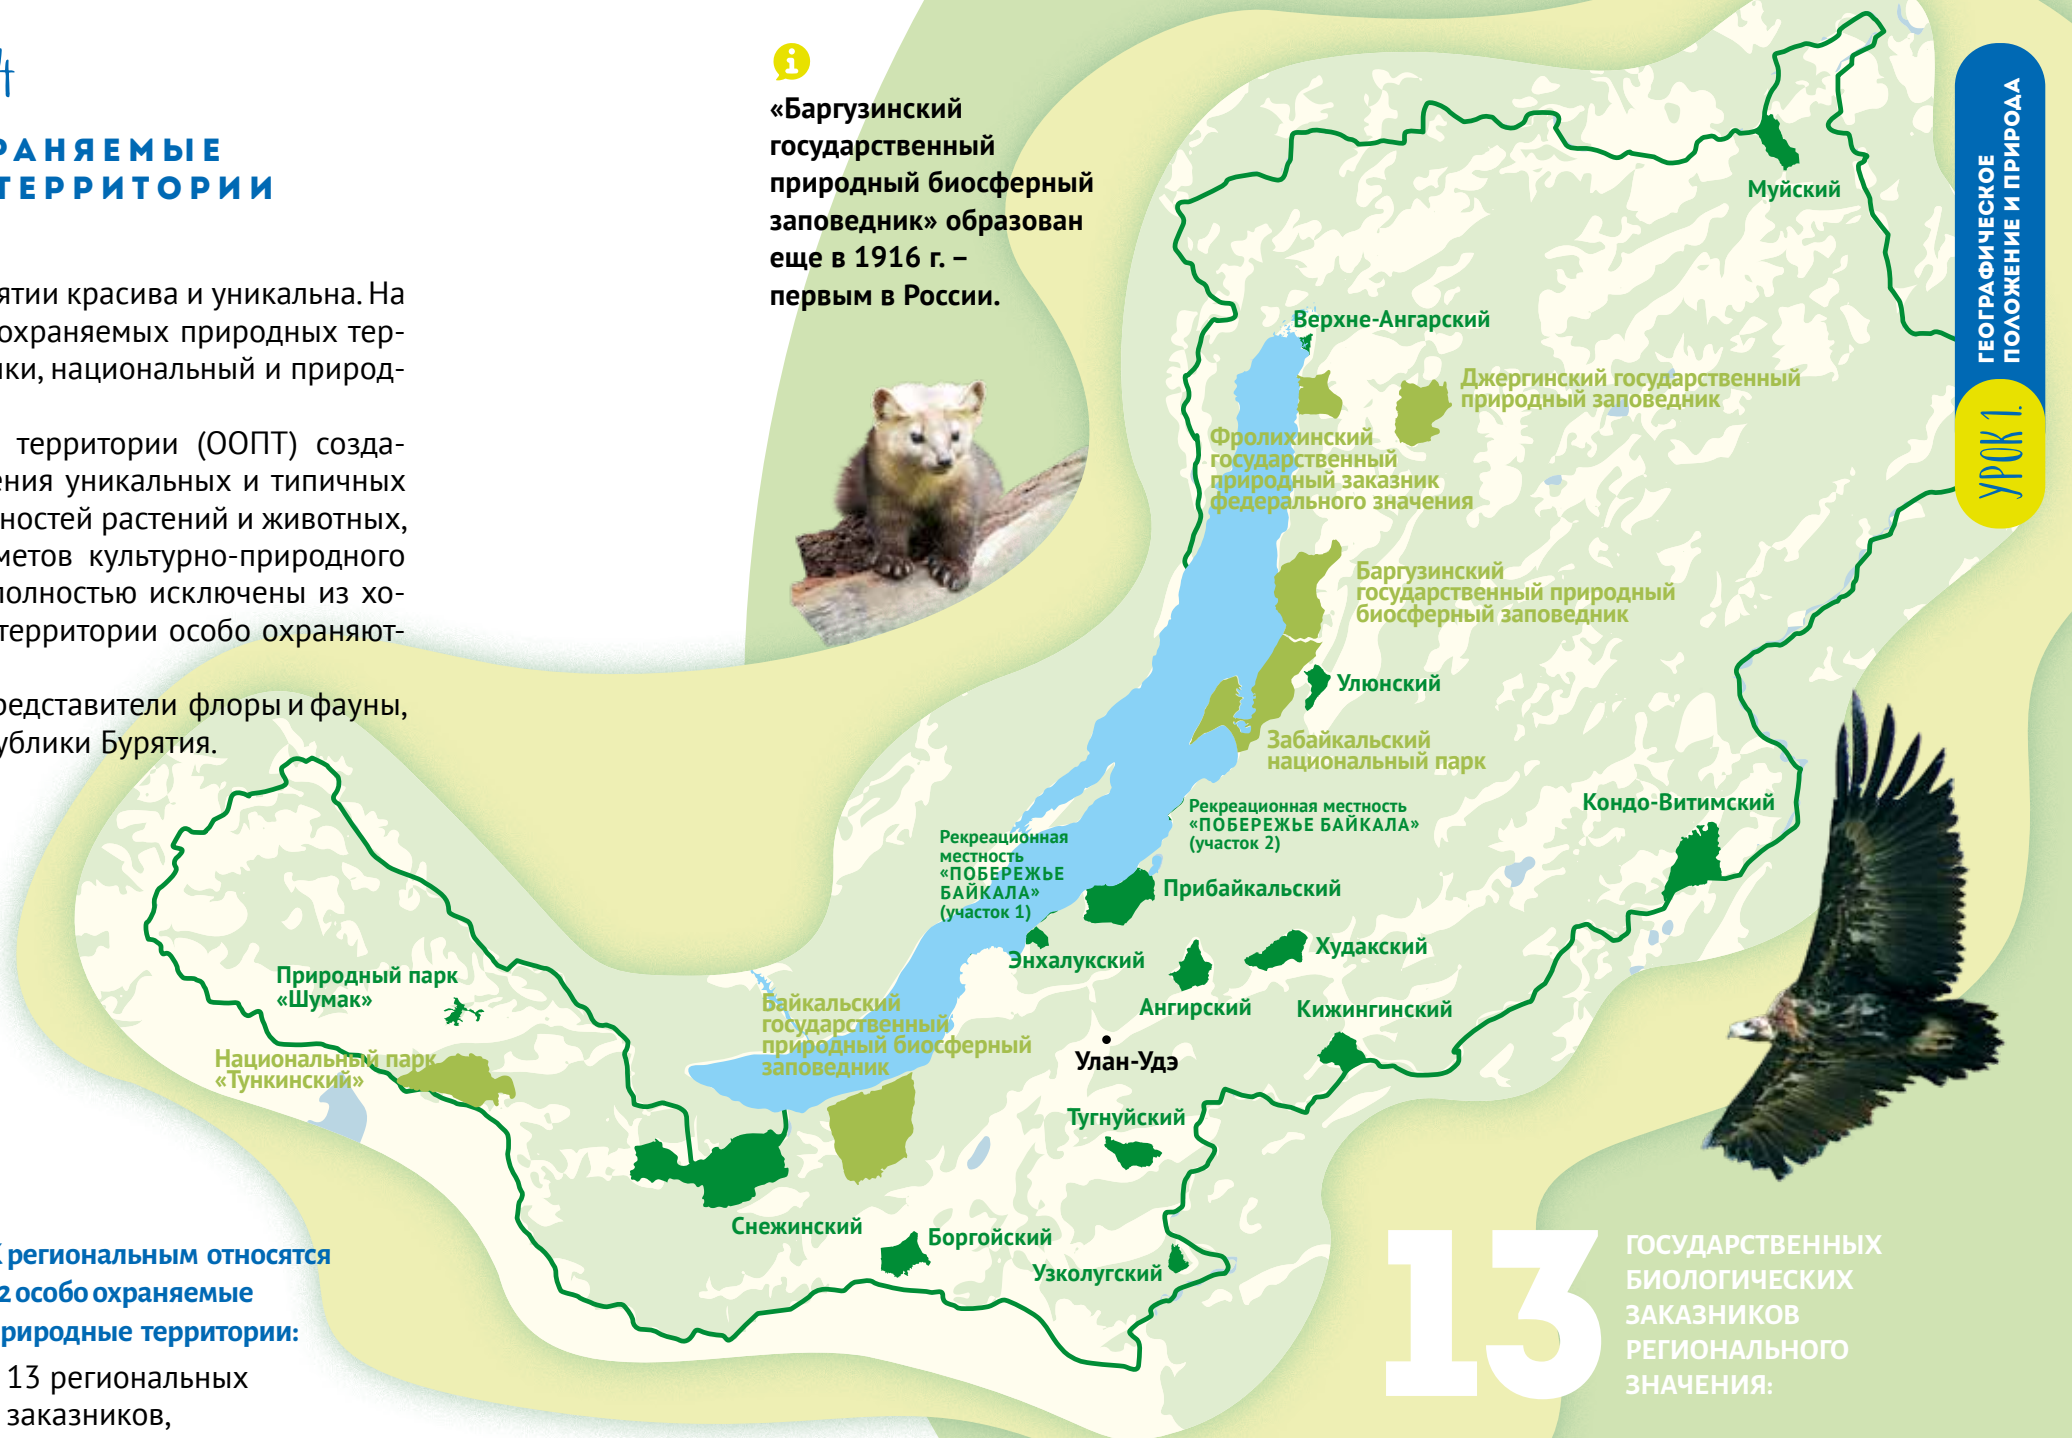 РАНЯЕМЫЕ
ТЕРРИТОРИИ
ятии красива и уникальна. На
охраняемых природных тер-
ики, национальный и природ-
территории (ООПТ) созда-
ения уникальных и типичных
ностей растений и животных,
метов культурно-природного
полностью исключены из хо-
территории особо охраняют-
редставители флоры и фауны,
ублики Бурятия.
К региональным относятся
2 особо охраняемые
природные территории:
13 региональных
заказников,
«Баргузинский
государственный
природный биосферный
заповедник» образован
еще в 1916 г. –
первым в России.
Муйский
Верхне-Ангарский
Джергинский государственный
природный заповедник
Фролихинский
государственный
природный заказник
федерального значения
Баргузинский
государственный природный
биосферный заповедник
Улюнский
Забайкальский
национальный парк
Рекреационная местность
«ПОБЕРЕЖЬЕ БАЙКАЛА»
(участок 2)
Кондо-Витимский
Рекреационная
местность
«ПОБЕРЕЖЬЕ
БАЙКАЛА»
(участок 1)
Прибайкальский
Энхалукский
Худакский
Ангирский
Кижингинский
Природный парк
«Шумак»
Национальный парк
«Тункинский»
Байкальский
государственный
природный биосферный
заповедник
Улан-Удэ
Тугнуйский
Снежинский
Боргойский
Узколугский
13
ГОСУДАРСТВЕННЫХ
БИОЛОГИЧЕСКИХ
ЗАКАЗНИКОВ
РЕГИОНАЛЬНОГО
ЗНАЧЕНИЯ:
УРОК 1.
ГЕОГРАФИЧЕСКОЕ
ПОЛОЖЕНИЕ И ПРИРОДА